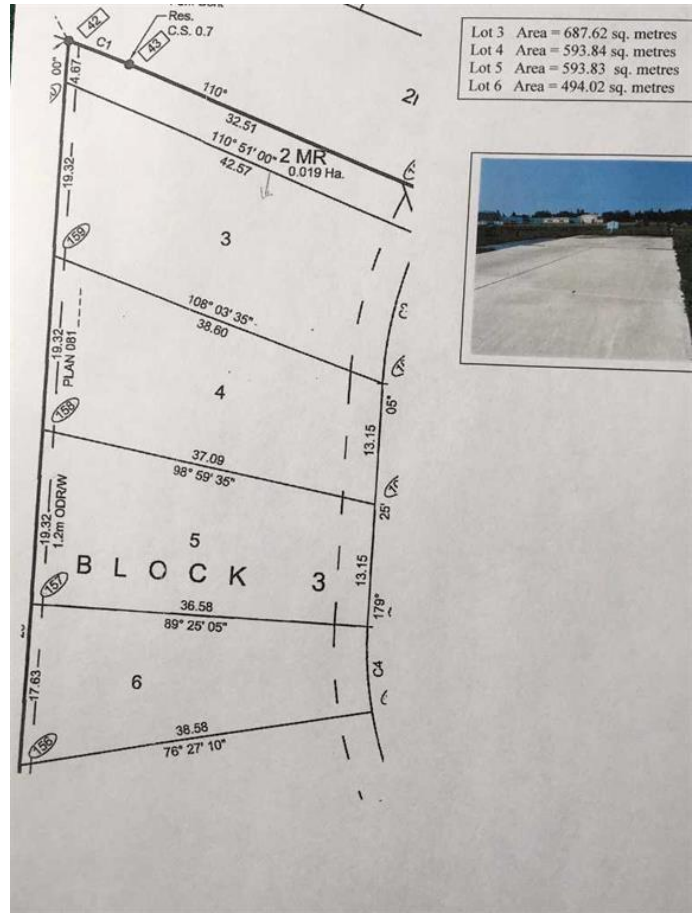 Res.
C.S. 0.7
42
43
C1
00"
4.67
110°
32.51
110° 51' 00"
42.57
2 MR
0.019 Ha.
19.32
159
3
108° 03' 35"
38.60
19.32
PLAN 081
4
05"
13.15
158
37.09
98° 59' 35"
25'
19.32
1.2m ODR/W
5
BLOCK 3
13.15
157
36.58
89° 25' 05"
179°
17.63
6
C4
38.58
76° 27' 10"
156
Lot 3 Area = 687.62 sq. metres
Lot 4 Area = 593.84 sq. metres
Lot 5 Area = 593.83 sq. metres
Lot 6 Area = 494.02 sq. metres